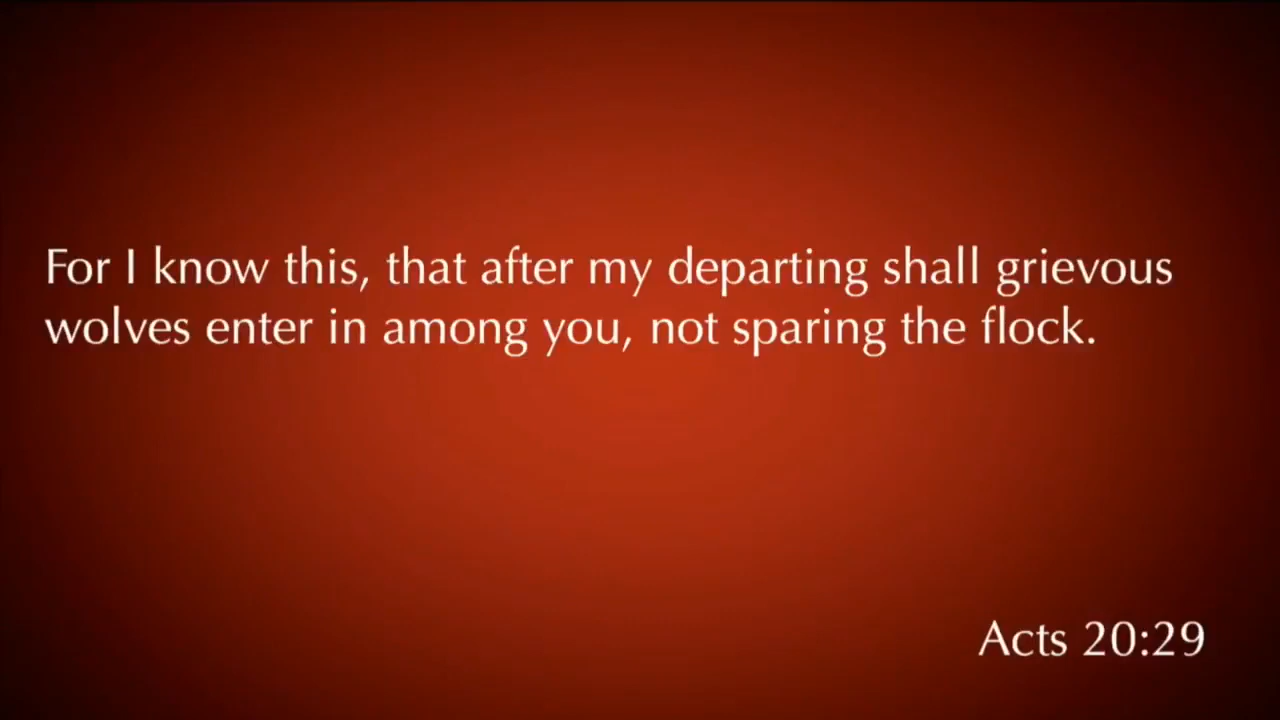 For I know this, that after my departing shall grievous
wolves enter in among you, not sparing the flock.
Acts 20:29